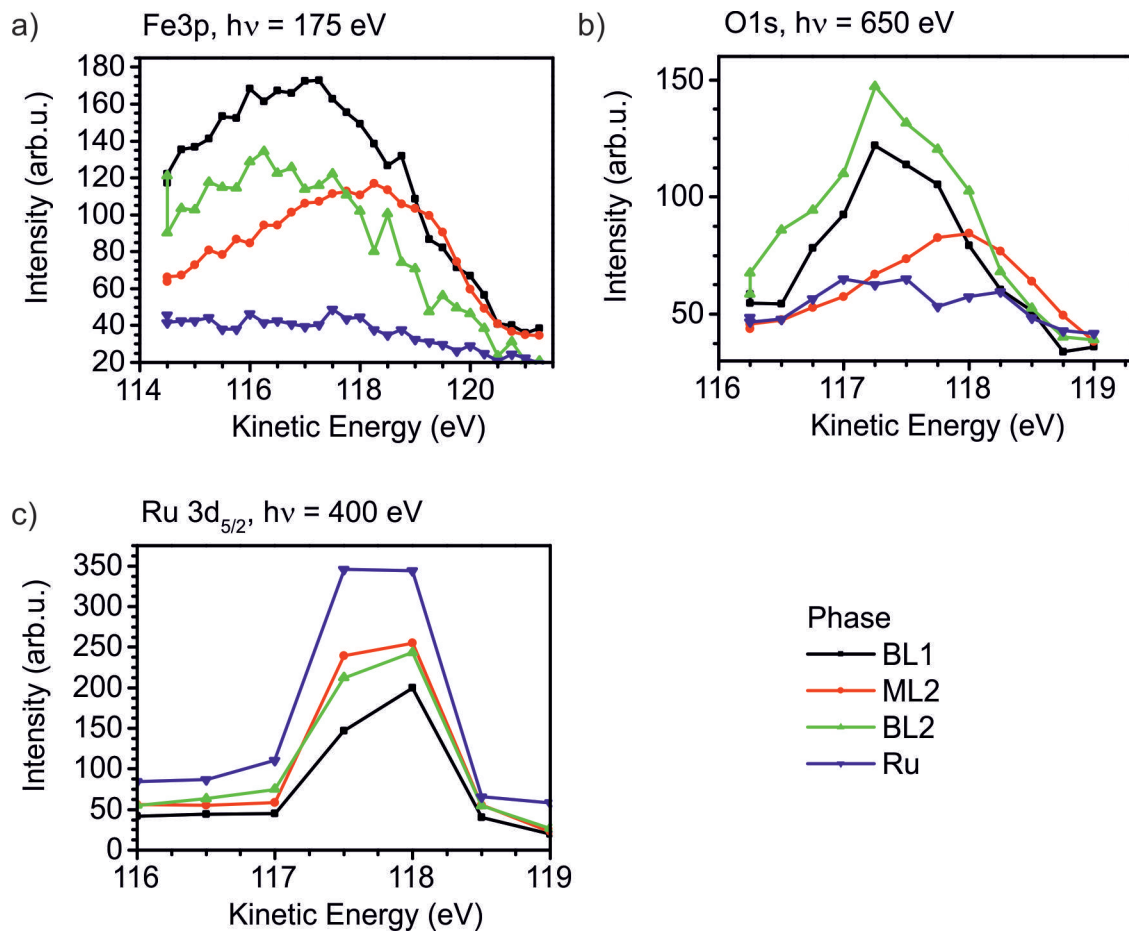 a) Fe3p, hν = 175 eV
180
160
140
120
100
80
60
40
20
Intensity (arb.u.)
114 116 118 120
Kinetic Energy (eV)
b) O1s, hν = 650 eV
150
100
50
Intensity (arb.u.)
116 117 118 119
Kinetic Energy (eV)
c) Ru 3d5/2, hν = 400 eV
350
300
250
200
150
100
50
0
Intensity (arb.u.)
116 117 118 119
Kinetic Energy (eV)
Phase
BL1
ML2
BL2
Ru